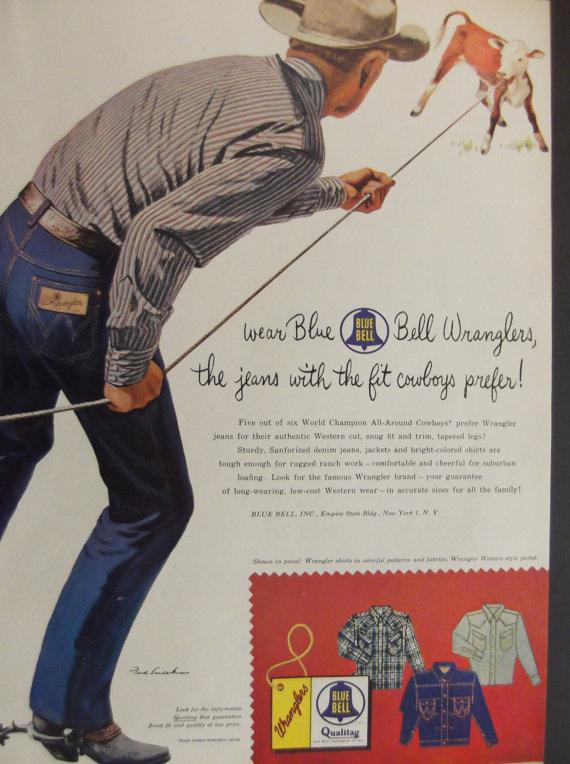 Wrangler
wear Blue BLUE BELL Bell Wranglers,
the jeans with the fit cowboys prefer!
Five out of six World Champion All-Around Cowboys* prefer Wrangler
jeans for their authentic Western cut, snug fit and trim, tapered legs!
Sturdy, Sanforized denim jeans, jackets and bright-colored shirts are
tough enough for rugged ranch work—comfortable and cheerful for suburban
loafing. Look for the famous Wrangler brand—your guarantee
of long-wearing, low-cost Western wear—in accurate sizes for all the family!
BLUE BELL, INC., Empire State Bldg., New York 1, N. Y.
Shown in panel: Wrangler shirts in colorful patterns and fabrics; Wrangler Western-style jacket.
Look for the informative
Qualitag that guarantees
finest fit and quality at low price.
*Rodeo Cowboy Association ratings
Wranglers
BLUE
BELL
Qualitag